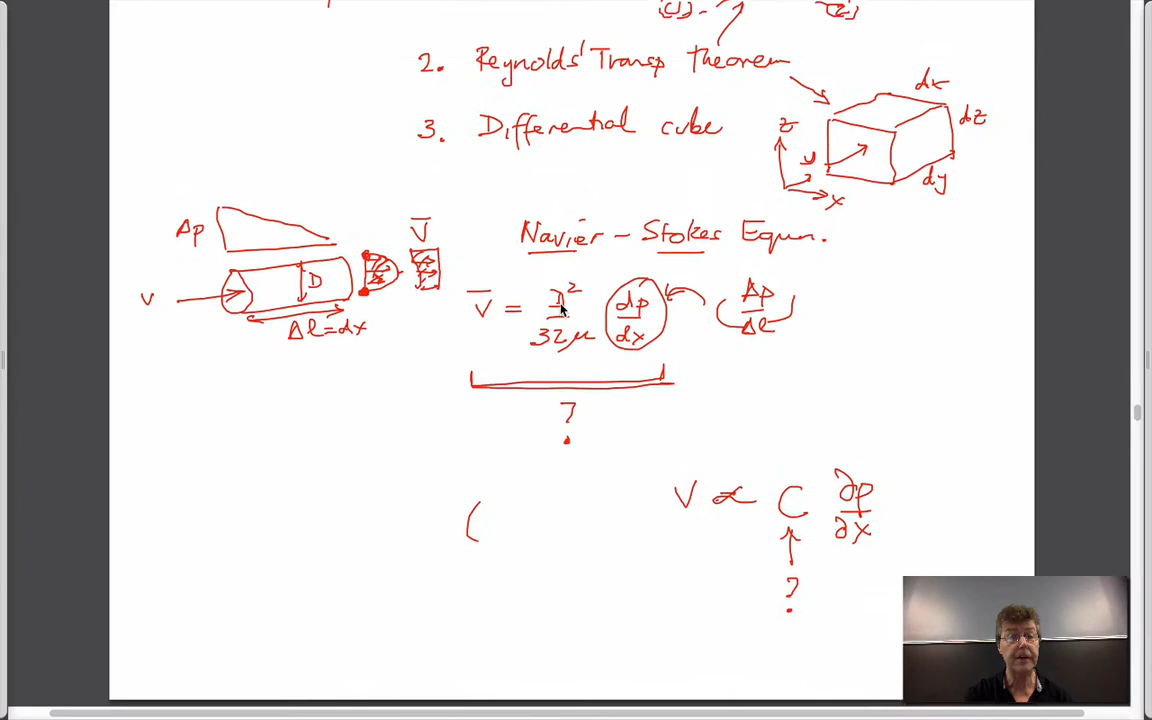 2. Reynolds' Transp theorem
3. Differential cube
dx
dz
z
y
dy
x
Δp
V̄
Navier - Stokes Equn.
v
D
Δl=dx
V̄ = D²/32μ dp/dx (Δp/Δl)
?
(
V ∝ C ∂p/∂x
?